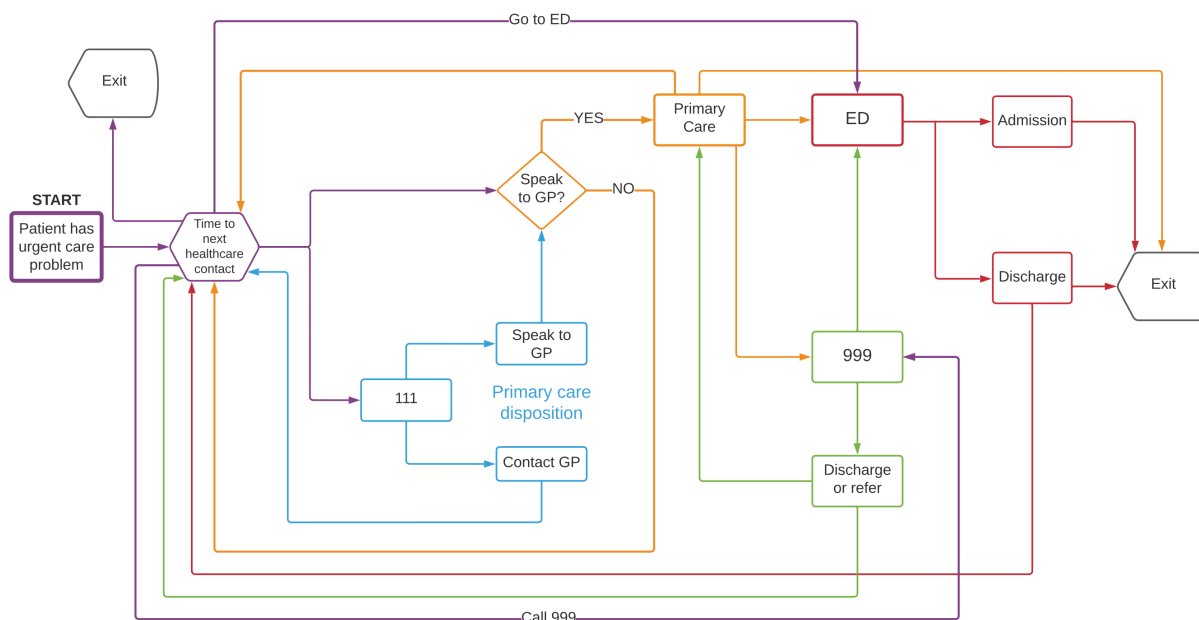 Go to ED
Exit
Primary
Care
ED
Admission
YES
Speak
to GP?
NO
START
Patient has
urgent care
problem
Time to
next
healthcare
contact
Discharge
Exit
Speak to
GP
999
111
Primary care
disposition
Contact GP
Discharge
or refer
Call 999